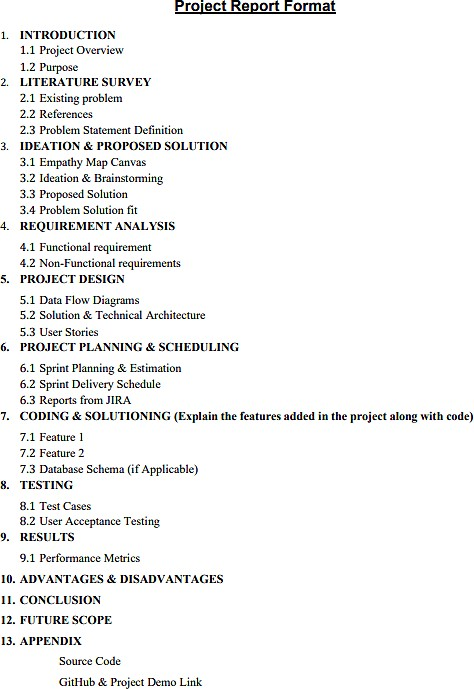 Project Report Format
1. INTRODUCTION
1.1 Project Overview
1.2 Purpose
2. LITERATURE SURVEY
2.1 Existing problem
2.2 References
2.3 Problem Statement Definition
3. IDEATION & PROPOSED SOLUTION
3.1 Empathy Map Canvas
3.2 Ideation & Brainstorming
3.3 Proposed Solution
3.4 Problem Solution fit
4. REQUIREMENT ANALYSIS
4.1 Functional requirement
4.2 Non-Functional requirements
5. PROJECT DESIGN
5.1 Data Flow Diagrams
5.2 Solution & Technical Architecture
5.3 User Stories
6. PROJECT PLANNING & SCHEDULING
6.1 Sprint Planning & Estimation
6.2 Sprint Delivery Schedule
6.3 Reports from JIRA
7. CODING & SOLUTIONING (Explain the features added in the project along with code)
7.1 Feature 1
7.2 Feature 2
7.3 Database Schema (if Applicable)
8. TESTING
8.1 Test Cases
8.2 User Acceptance Testing
9. RESULTS
9.1 Performance Metrics
10. ADVANTAGES & DISADVANTAGES
11. CONCLUSION
12. FUTURE SCOPE
13. APPENDIX
Source Code
GitHub & Project Demo Link